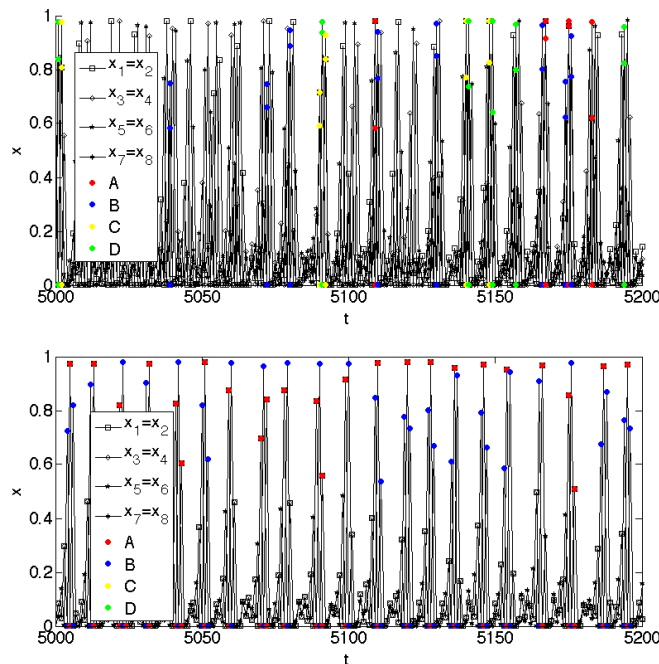 1
0.8
0.6
0.4
0.2
0
x
x₁=x₂
x₃=x₄
x₅=x₆
x₇=x₈
A
B
C
D
5000 5050 5100 5150 5200
t
1
0.8
0.6
0.4
0.2
0
x
x₁=x₂
x₃=x₄
x₅=x₆
x₇=x₈
A
B
C
D
5000 5050 5100 5150 5200
t